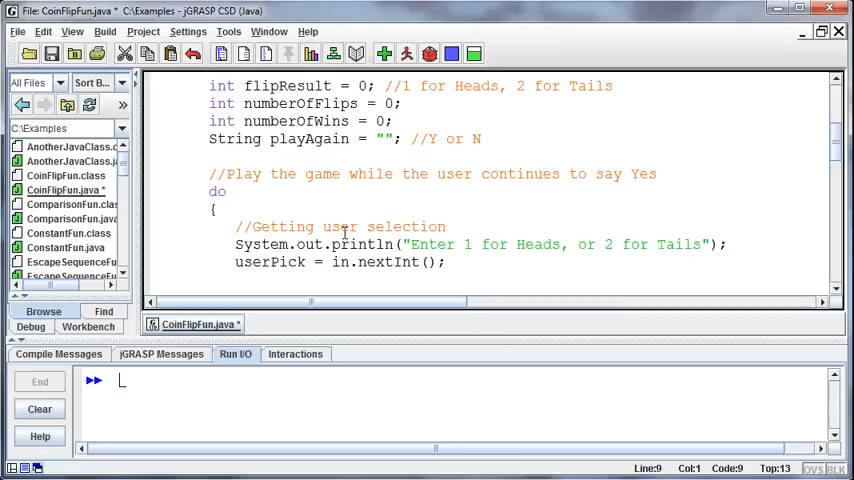 File: CoinFlipFun.java * C:\Examples - jGRASP CSD (Java)
File Edit View Build Project Settings Tools Window Help
All Files Sort B...
C:\Examples
AnotherJavaClass.c
AnotherJavaClass.j
CoinFlipFun.class
CoinFlipFun.java *
ComparisonFun.class
ComparisonFun.java
ConstantFun.class
ConstantFun.java
EscapeSequenceFu
EscapeSequenceFun
Browse Find
Debug Workbench
int flipResult = 0; //1 for Heads, 2 for Tails
int numberOfFlips = 0;
int numberOfWins = 0;
String playAgain = ""; //Y or N
//Play the game while the user continues to say Yes
do
{
//Getting user selection
System.out.println("Enter 1 for Heads, or 2 for Tails");
userPick = in.nextInt();
CoinFlipFun.java *
Compile Messages jGRASP Messages Run I/O Interactions
End
Clear
Help
Line:9 Col:1 Code:9 Top:13 OVS BLK